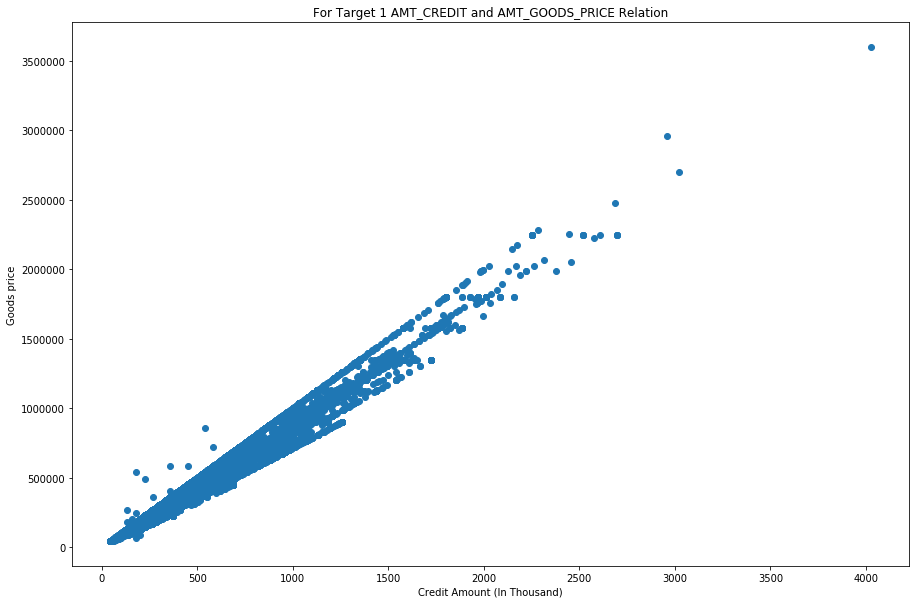 For Target 1 AMT_CREDIT and AMT_GOODS_PRICE Relation
3500000
3000000
2500000
2000000
1500000
1000000
500000
0
Goods price
0 500 1000 1500 2000 2500 3000 3500 4000
Credit Amount (In Thousand)